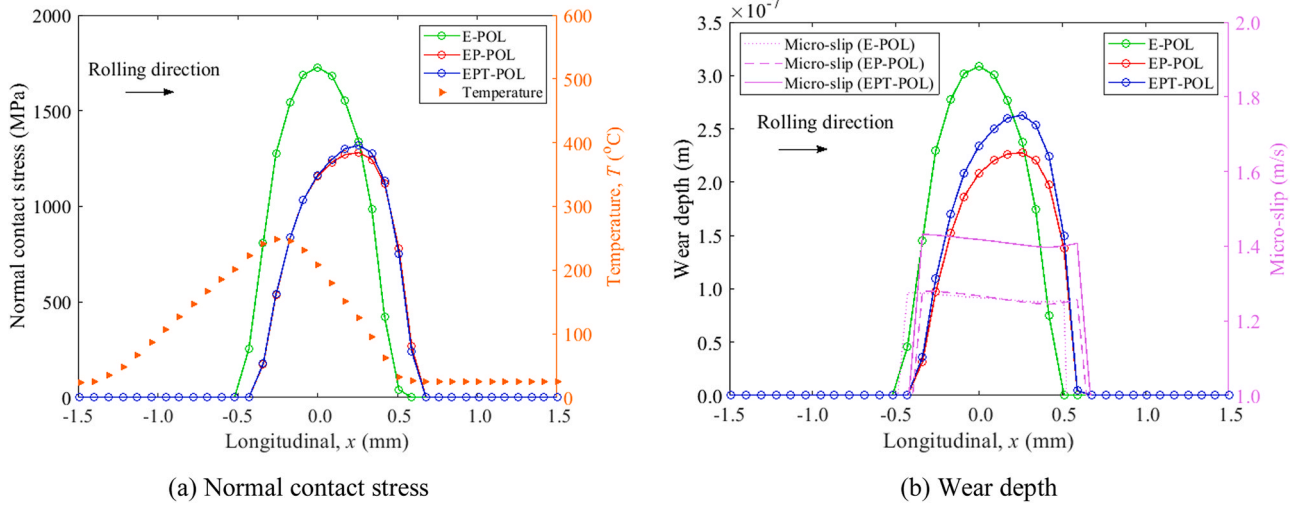 2000
1500
1000
500
0
Normal contact stress (MPa)
Rolling direction
E-POL
EP-POL
EPT-POL
Temperature
600
500
400
300
200
100
0
Temperature, T (°C)
-1.5 -1.0 -0.5 0.0 0.5 1.0 1.5
Longitudinal, x (mm)
(a) Normal contact stress
×10⁻⁷
3.5
3.0
2.5
2.0
1.5
1.0
0.5
0.0
Wear depth (m)
Micro-slip (E-POL)
Micro-slip (EP-POL)
Micro-slip (EPT-POL)
Rolling direction
E-POL
EP-POL
EPT-POL
2.0
1.8
1.6
1.4
1.2
1.0
Micro-slip (m/s)
-1.5 -1.0 -0.5 0.0 0.5 1.0 1.5
Longitudinal, x (mm)
(b) Wear depth